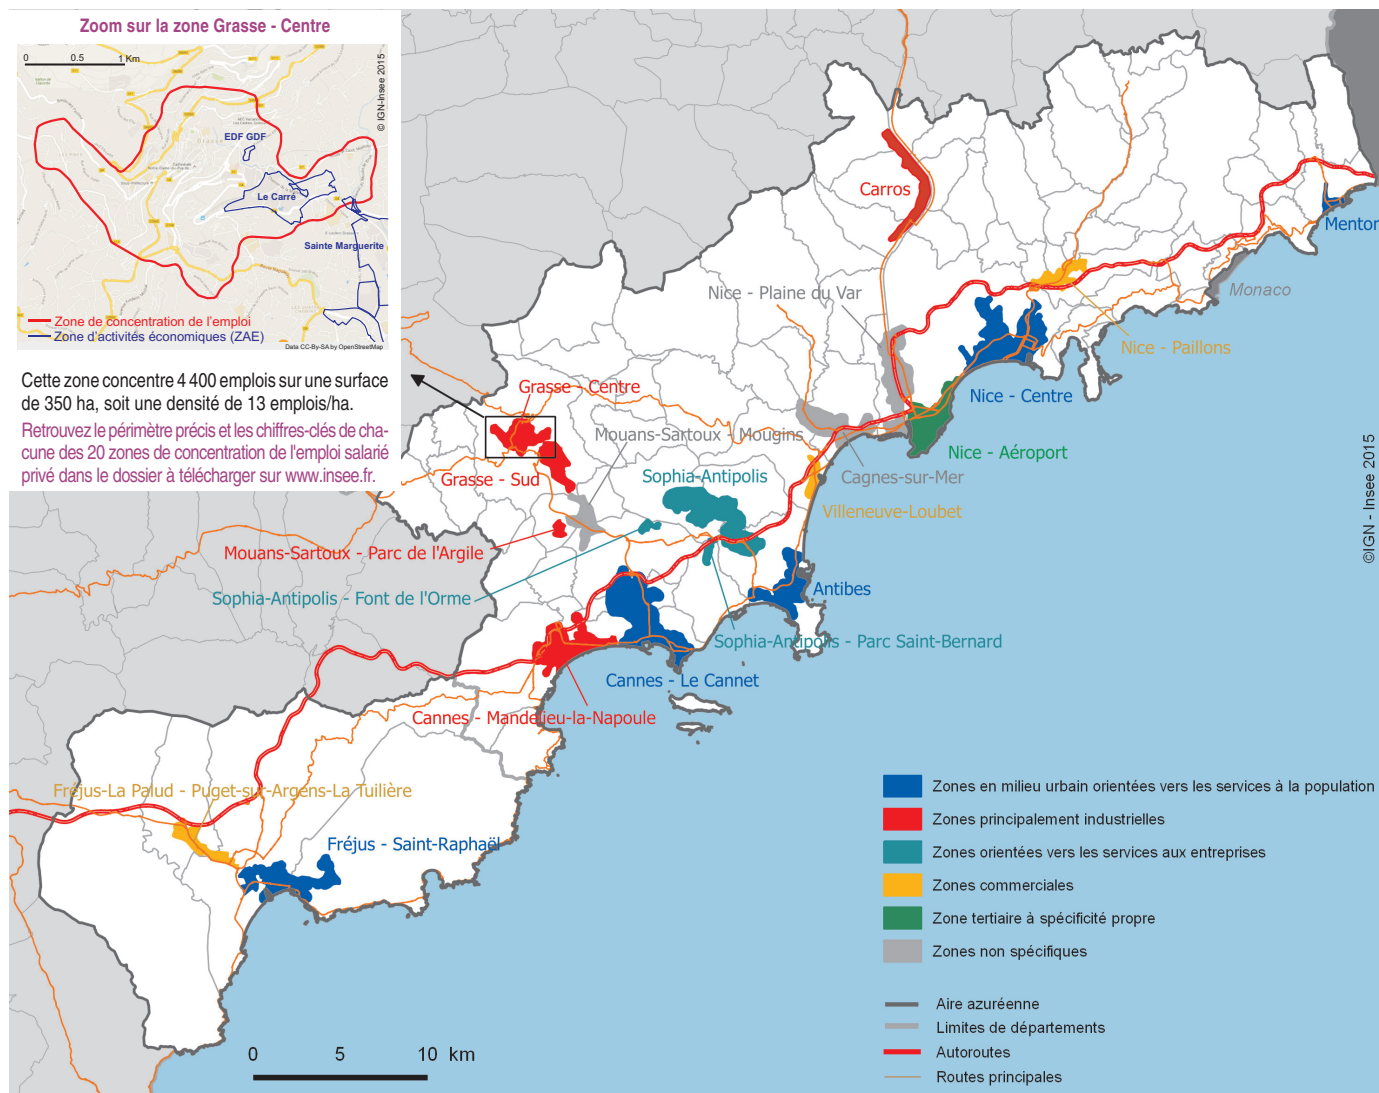 Zoom sur la zone Grasse - Centre
0 0.5 1 Km
© IGN-Insee 2015
EDF GDF
Grasse
Le Carré
Sainte Marguerite
Zone de concentration de l'emploi
Zone d'activités économiques (ZAE)
Data CC-By-SA by OpenStreetMap
Cette zone concentre 4 400 emplois sur une surface
de 350 ha, soit une densité de 13 emplois/ha.
Retrouvez le périmètre précis et les chiffres-clés de cha-
cune des 20 zones de concentration de l'emploi salarié
privé dans le dossier à télécharger sur www.insee.fr.
Carros
Menton
Nice - Plaine du Var
Monaco
Nice - Paillons
Grasse - Centre
Nice - Centre
Mouans-Sartoux - Mougins
Nice - Aéroport
Grasse - Sud
Sophia-Antipolis
Cagnes-sur-Mer
Villeneuve-Loubet
Mouans-Sartoux - Parc de l'Argile
Sophia-Antipolis - Font de l'Orme
Antibes
Sophia-Antipolis - Parc Saint-Bernard
Cannes - Le Cannet
Cannes - Mandelieu-la-Napoule
Fréjus-La Palud - Puget-sur-Argens-La Tuilière
Fréjus - Saint-Raphaël
©IGN - Insee 2015
Zones en milieu urbain orientées vers les services à la population
Zones principalement industrielles
Zones orientées vers les services aux entreprises
Zones commerciales
Zone tertiaire à spécificité propre
Zones non spécifiques
Aire azuréenne
Limites de départements
Autoroutes
Routes principales
0 5 10 km